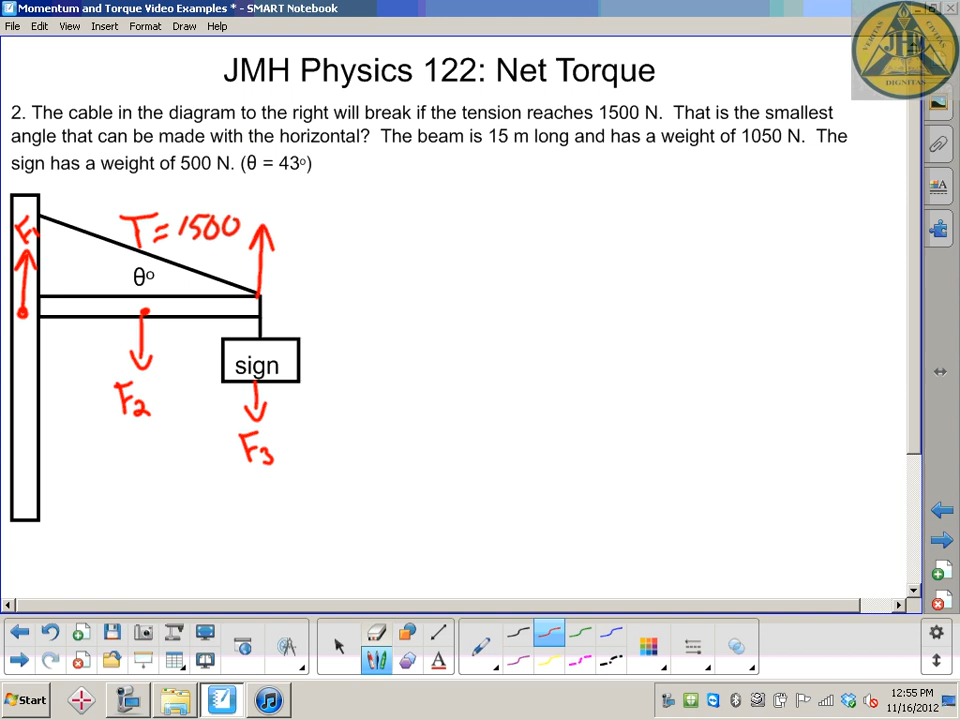 Momentum and Torque Video Examples * - SMART Notebook
File Edit View Insert Format Draw Help
VERITAS CIVITAS
JMH
DIGNITAS
JMH Physics 122: Net Torque
2. The cable in the diagram to the right will break if the tension reaches 1500 N. That is the smallest
angle that can be made with the horizontal? The beam is 15 m long and has a weight of 1050 N. The
sign has a weight of 500 N. (θ = 43º)
F₁
T = 1500
θº
sign
F₂
F₃
A
Start
12:55 PM
11/16/2012